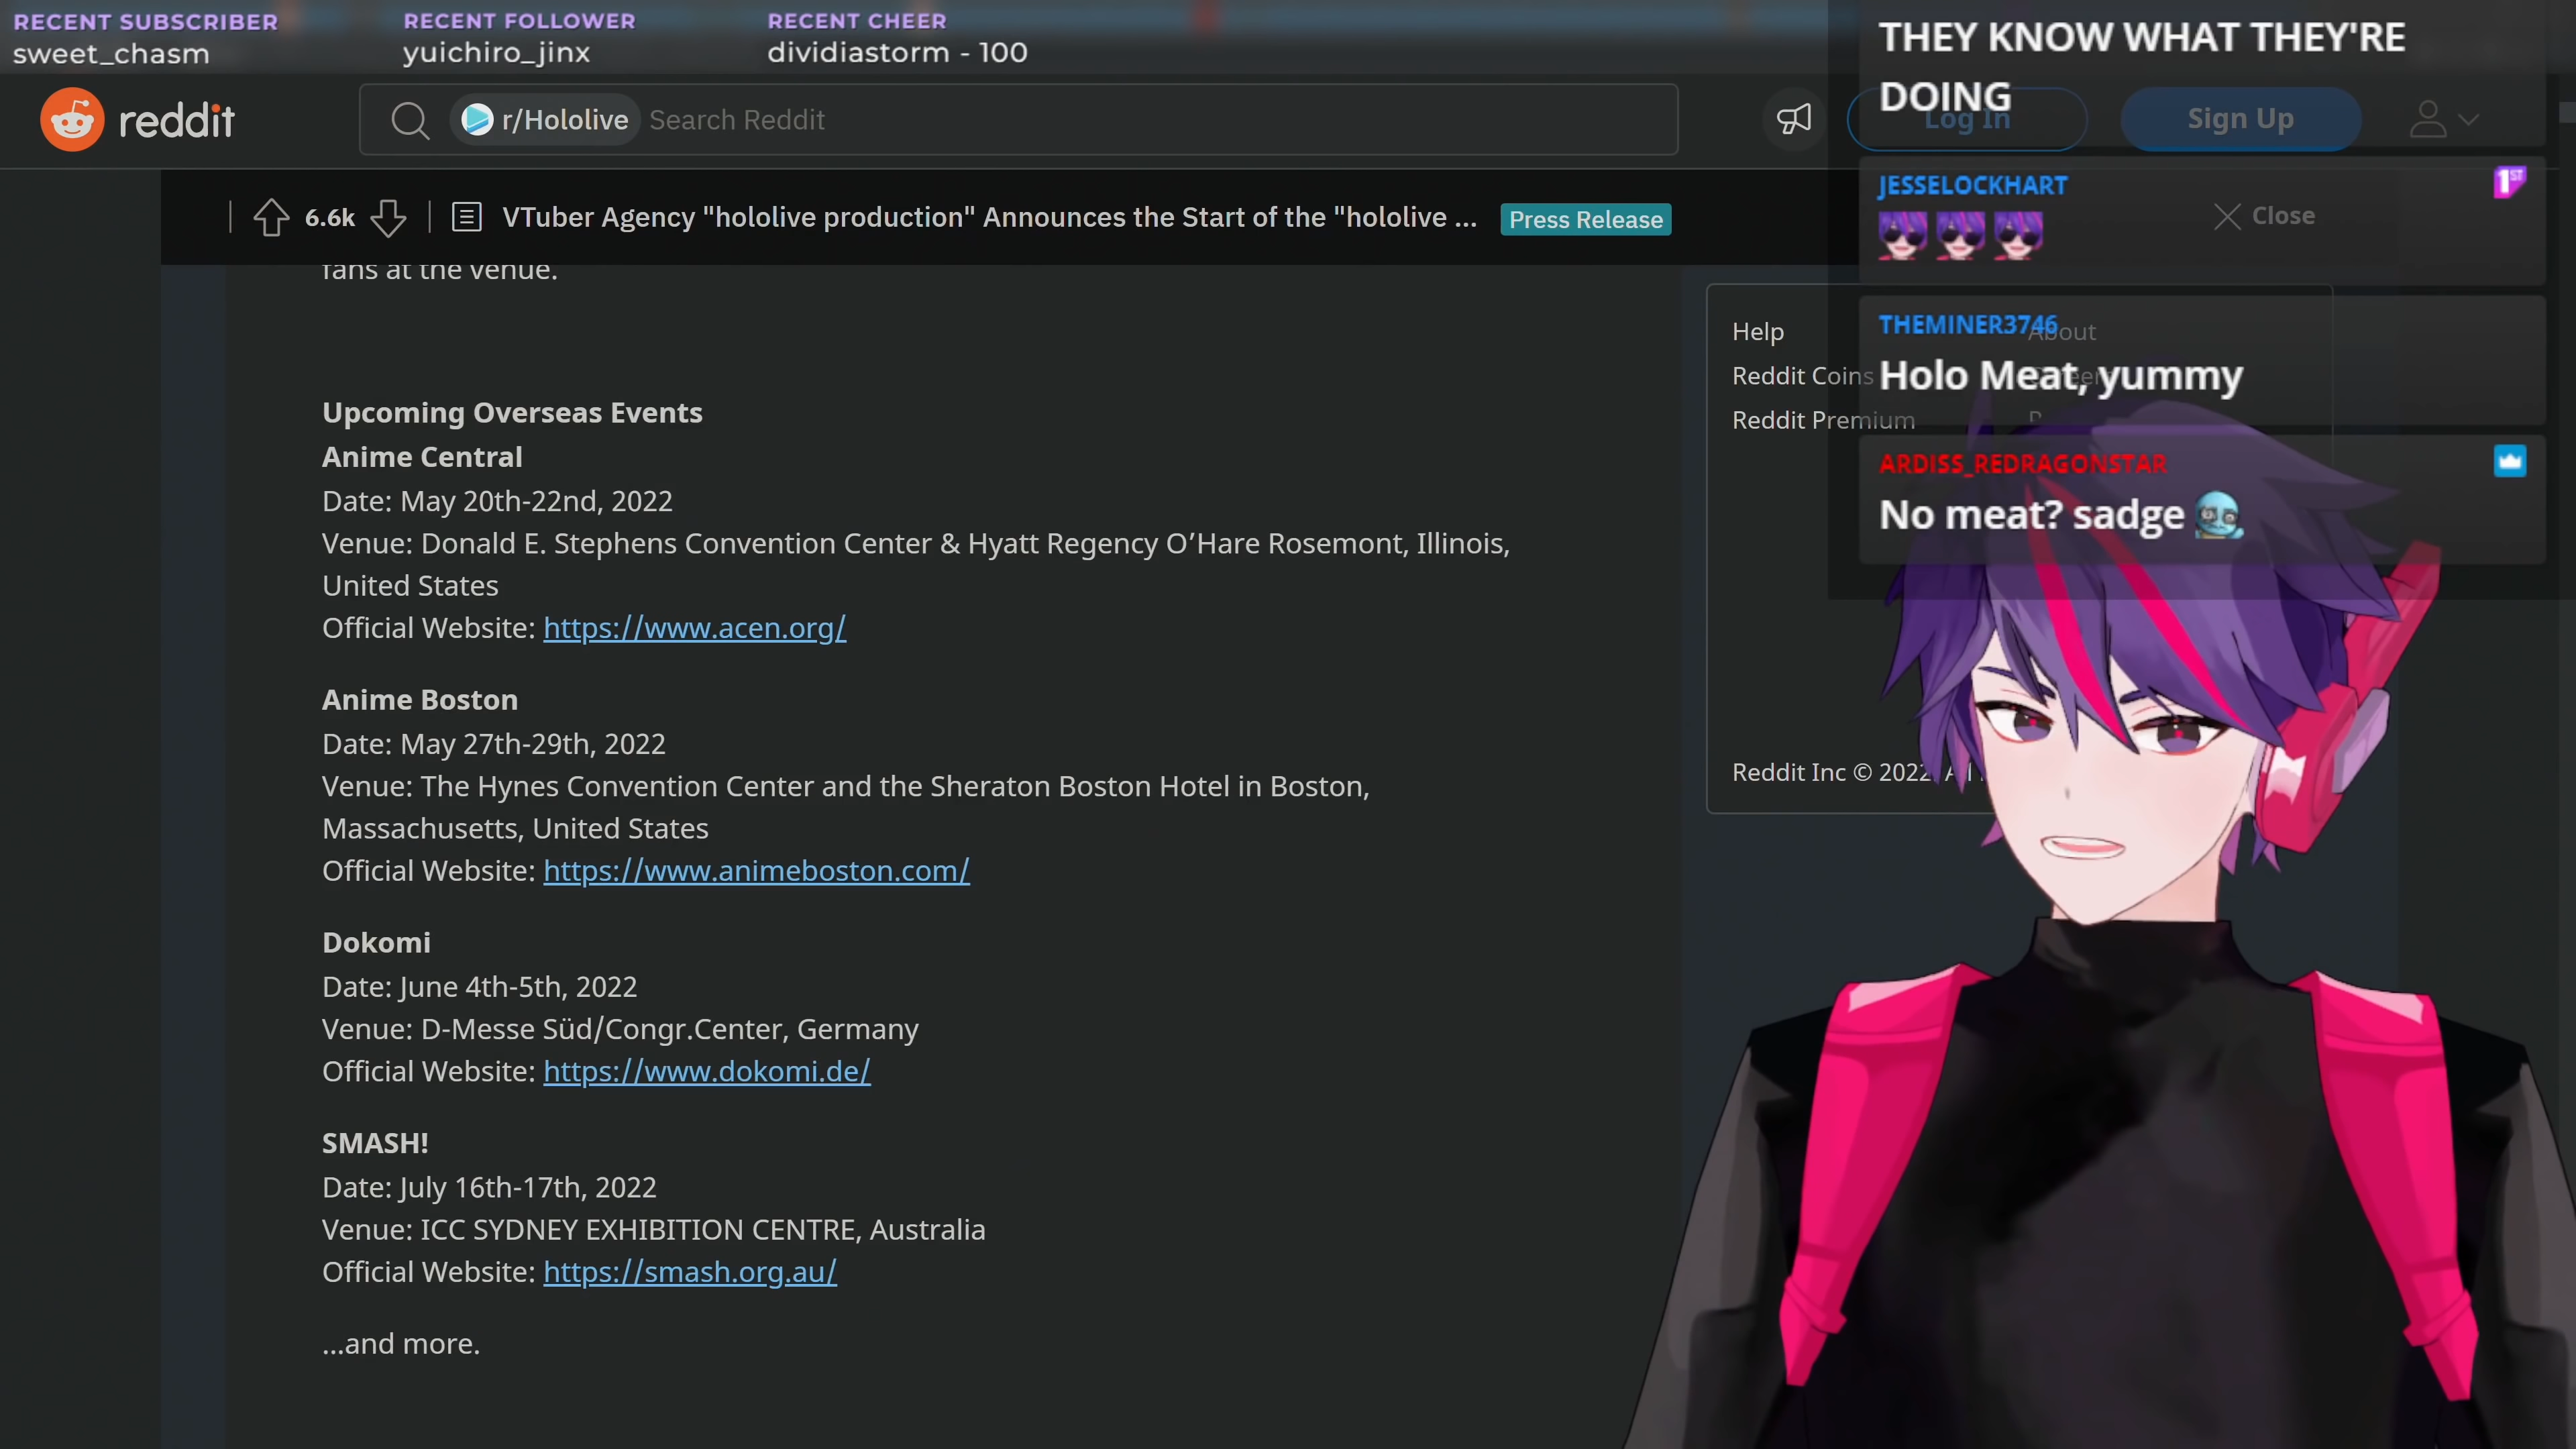 RECENT SUBSCRIBER
sweet_chasm
RECENT FOLLOWER
yuichiro_jinx
RECENT CHEER
dividiastorm - 100
reddit
r/Hololive Search Reddit
Log In
Sign Up
6.6k
VTuber Agency "hololive production" Announces the Start of the "hololive ...
Press Release
Close
fans at the venue.
Upcoming Overseas Events
Anime Central
Date: May 20th-22nd, 2022
Venue: Donald E. Stephens Convention Center & Hyatt Regency O’Hare Rosemont, Illinois,
United States
Official Website: https://www.acen.org/
Anime Boston
Date: May 27th-29th, 2022
Venue: The Hynes Convention Center and the Sheraton Boston Hotel in Boston,
Massachusetts, United States
Official Website: https://www.animeboston.com/
Dokomi
Date: June 4th-5th, 2022
Venue: D-Messe Süd/Congr.Center, Germany
Official Website: https://www.dokomi.de/
SMASH!
Date: July 16th-17th, 2022
Venue: ICC SYDNEY EXHIBITION CENTRE, Australia
Official Website: https://smash.org.au/
...and more.
Help
About
Reddit Coins
Reddit Premium
Reddit Inc © 2022
THEY KNOW WHAT THEY'RE
DOING
JESSELOCKHART
1ST
THEMINER3746
Holo Meat, yummy
ARDISS_REDRAGONSTAR
No meat? sadge